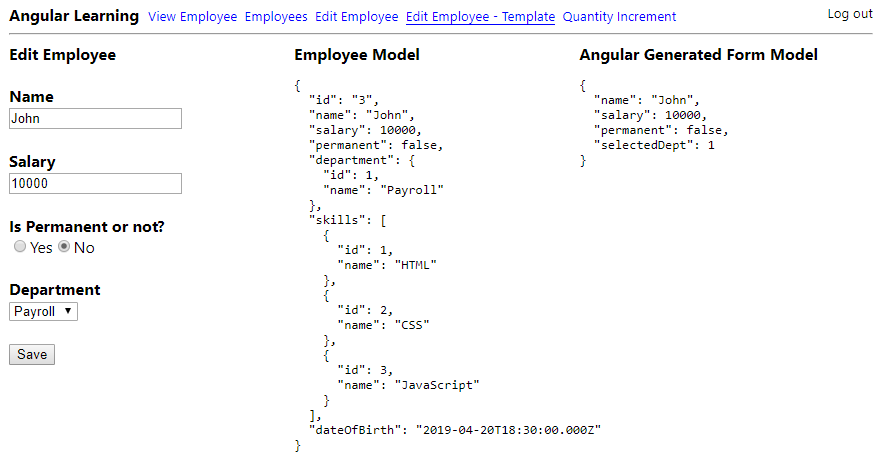 Angular Learning View Employee Employees Edit Employee Edit Employee - Template Quantity Increment Log out
Edit Employee
Name
John
Salary
10000
Is Permanent or not?
Yes No
Department
Payroll
Save
Employee Model
{
  "id": "3",
  "name": "John",
  "salary": 10000,
  "permanent": false,
  "department": {
    "id": 1,
    "name": "Payroll"
  },
  "skills": [
    {
      "id": 1,
      "name": "HTML"
    },
    {
      "id": 2,
      "name": "CSS"
    },
    {
      "id": 3,
      "name": "JavaScript"
    }
  ],
  "dateOfBirth": "2019-04-20T18:30:00.000Z"
}
Angular Generated Form Model
{
  "name": "John",
  "salary": 10000,
  "permanent": false,
  "selectedDept": 1
}